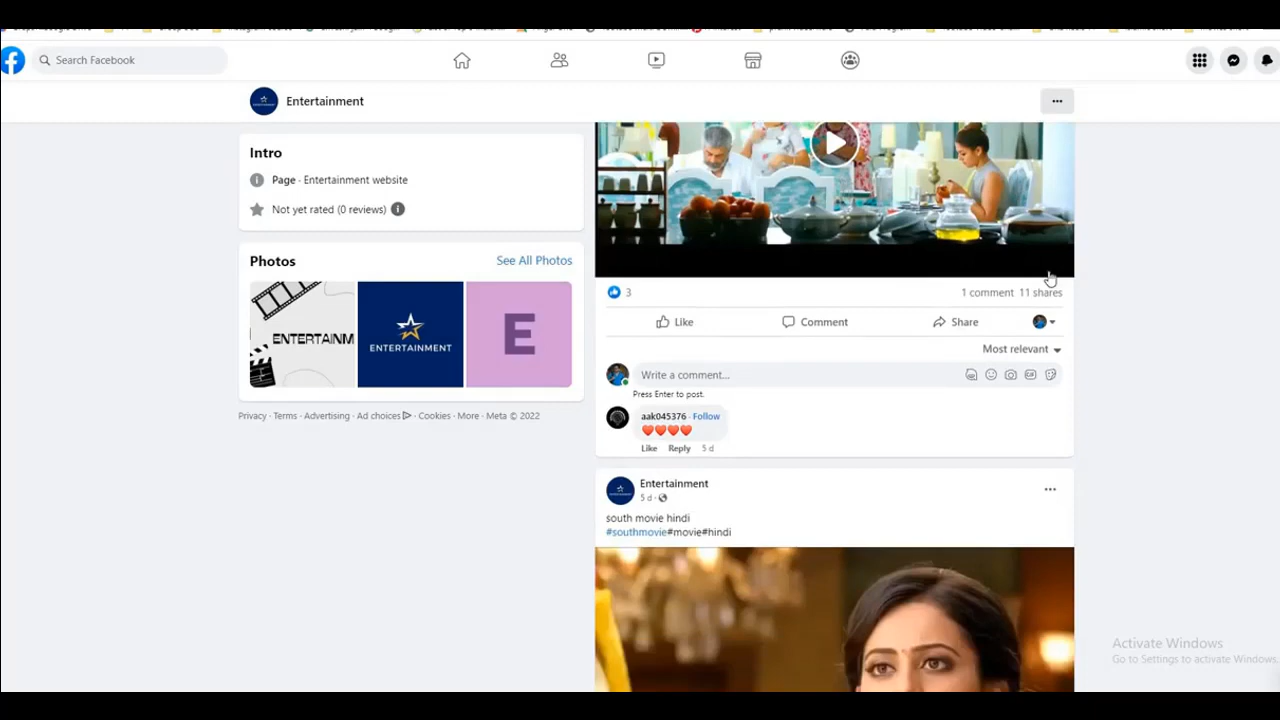 Search Facebook
Entertainment
Intro
Page · Entertainment website
Not yet rated (0 reviews)
Photos
See All Photos
ENTERTAINM
ENTERTAINMENT
E
Privacy · Terms · Advertising · Ad choices · Cookies · More · Meta © 2022
3
1 comment 11 shares
Like
Comment
Share
Most relevant
Write a comment...
GIF
Press Enter to post.
aak045376 · Follow
❤️❤️❤️❤️
Like Reply 5 d
Entertainment
5 d ·
south movie hindi
#southmovie#movie#hindi
Activate Windows
Go to Settings to activate Windows.